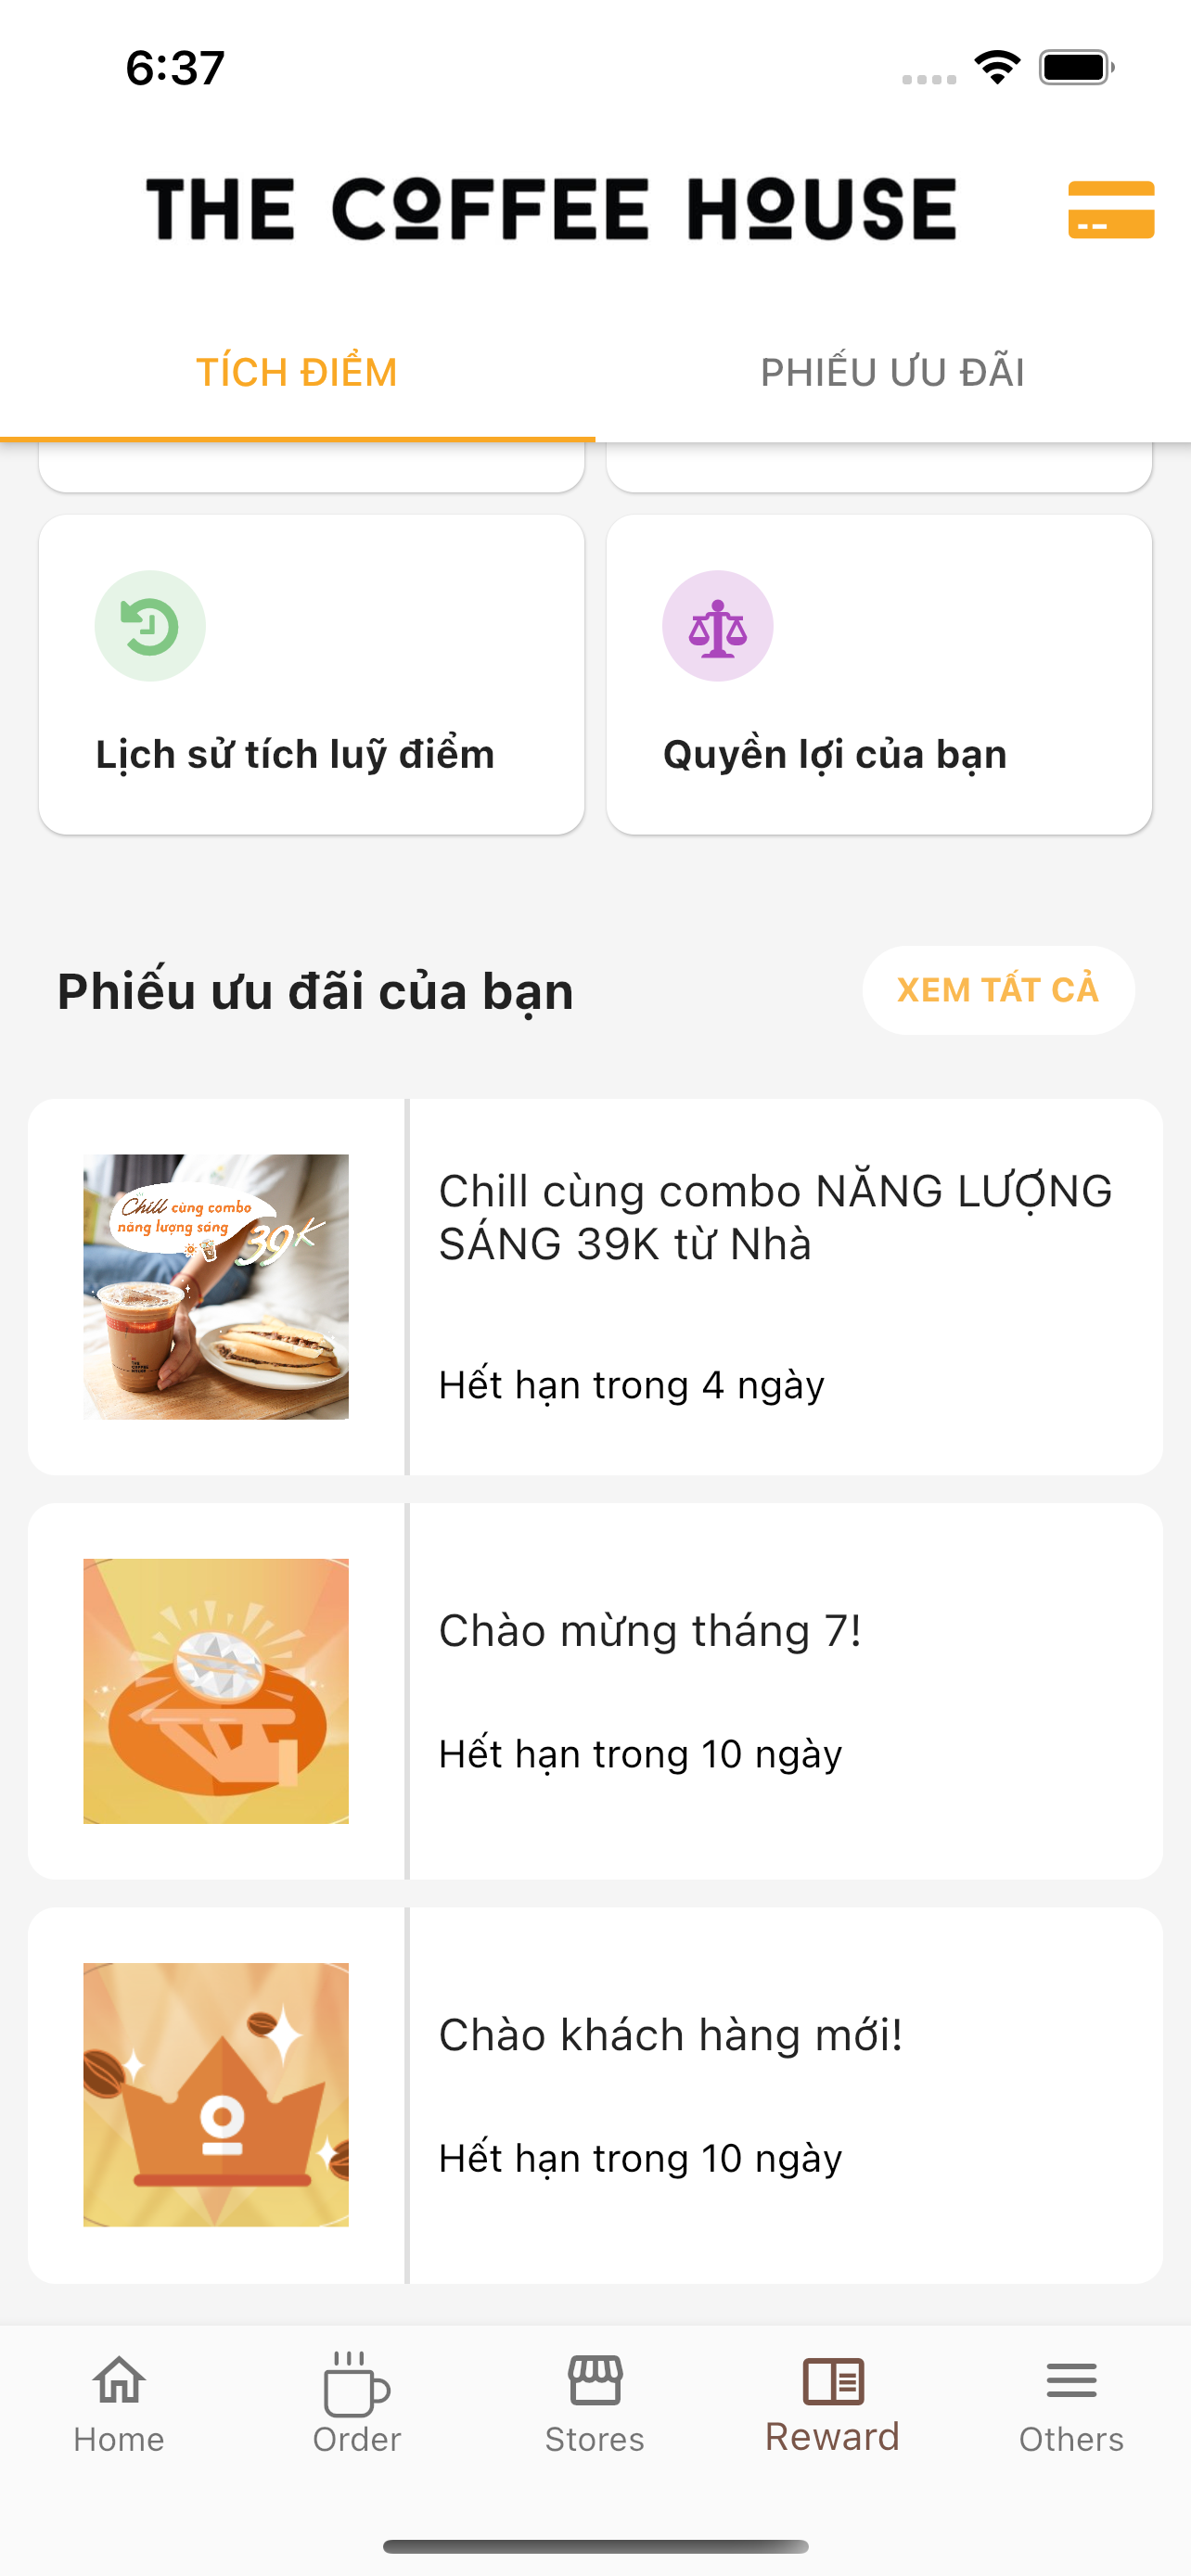 6:37
THE COFFEE HOUSE
TÍCH ĐIỂM
PHIẾU ƯU ĐÃI
Lịch sử tích luỹ điểm
Quyền lợi của bạn
Phiếu ưu đãi của bạn
XEM TẤT CẢ
Chill cùng combo
năng lượng sáng
39K
THE
COFFEE
HOUSE
Chill cùng combo NĂNG LƯỢNG
SÁNG 39K từ Nhà
Hết hạn trong 4 ngày
Chào mừng tháng 7!
Hết hạn trong 10 ngày
Chào khách hàng mới!
Hết hạn trong 10 ngày
Home
Order
Stores
Reward
Others